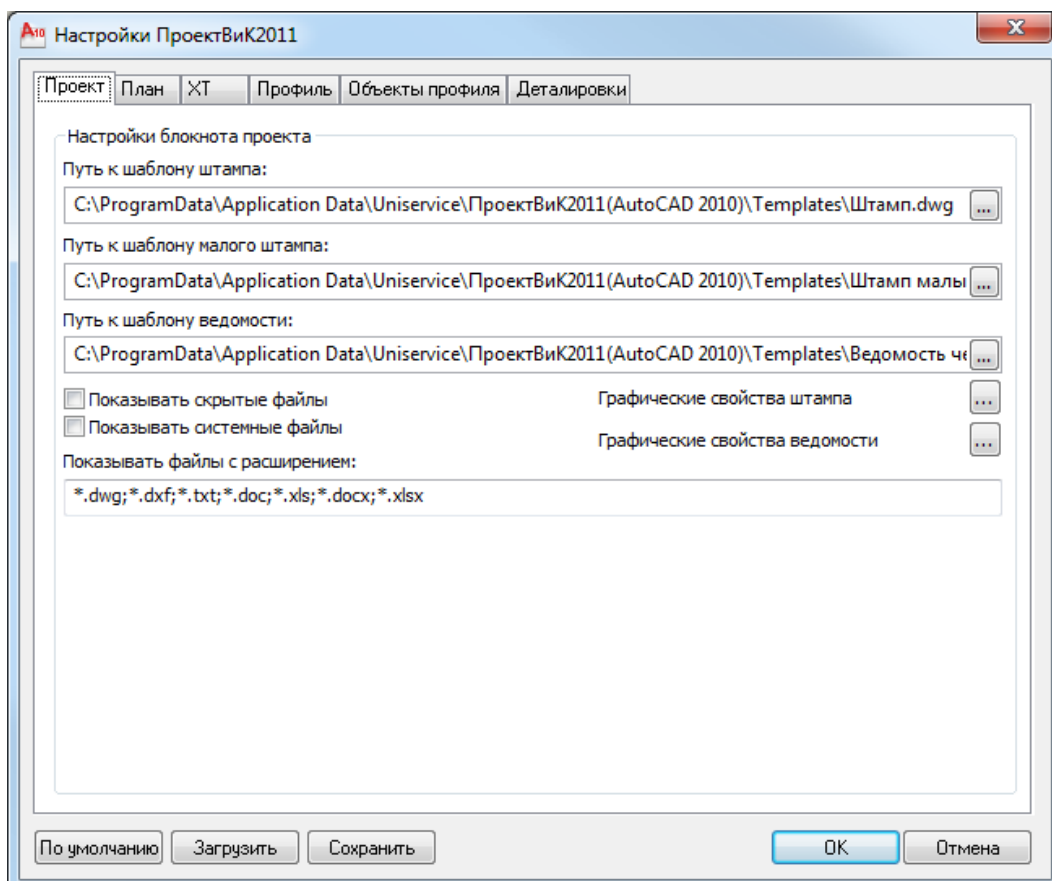 A10 Настройки ПроектВиК2011
Проект План ХТ Профиль Объекты профиля Деталировки
Настройки блокнота проекта
Путь к шаблону штампа:
C:\ProgramData\Application Data\Uniservice\ПроектВиК2011(AutoCAD 2010)\Templates\Штамп.dwg ...
Путь к шаблону малого штампа:
C:\ProgramData\Application Data\Uniservice\ПроектВиК2011(AutoCAD 2010)\Templates\Штамп малы ...
Путь к шаблону ведомости:
C:\ProgramData\Application Data\Uniservice\ПроектВиК2011(AutoCAD 2010)\Templates\Ведомость че ...
Показывать скрытые файлы Графические свойства штампа ...
Показывать системные файлы Графические свойства ведомости ...
Показывать файлы с расширением:
*.dwg;*.dxf;*.txt;*.doc;*.xls;*.docx;*.xlsx
По умолчанию Загрузить Сохранить OK Отмена